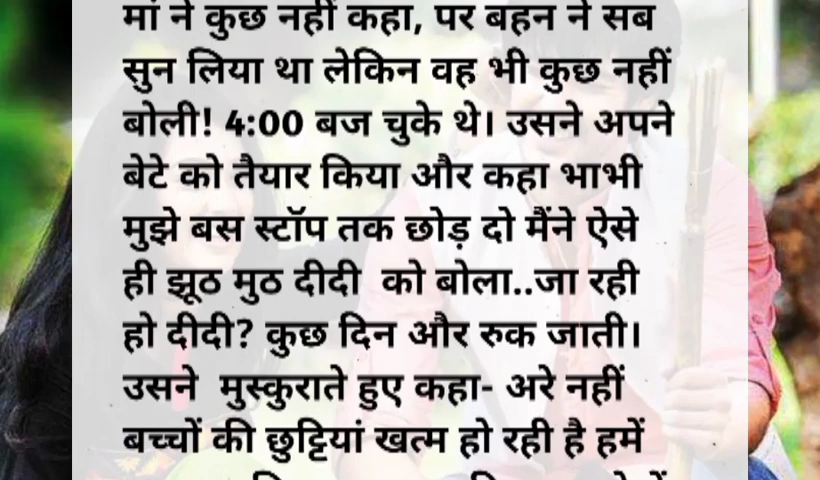 मां ने कुछ नहीं कहा, पर बहन ने सब
सुन लिया था लेकिन वह भी कुछ नहीं
बोली! 4:00 बज चुके थे। उसने अपने
बेटे को तैयार किया और कहा भाभी
मुझे बस स्टॉप तक छोड़ दो मैंने ऐसे
ही झूठ मुठ दीदी  को बोला..जा रही
हो दीदी? कुछ दिन और रुक जाती।
उसने  मुस्कुराते हुए कहा- अरे नहीं
बच्चों की छुट्टियां खत्म हो रही है हमें